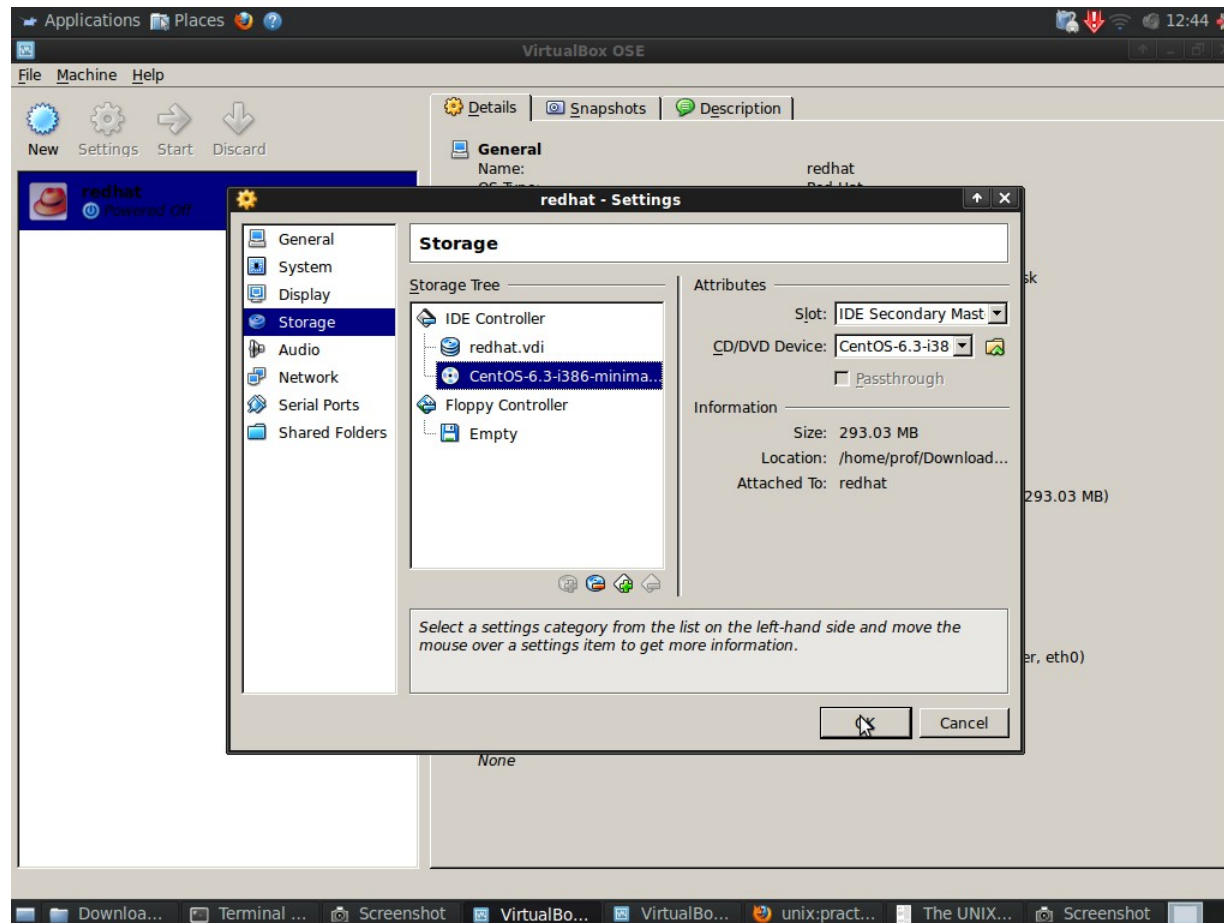 Applications Places 12:44
VirtualBox OSE
File Machine Help
New Settings Start Discard
Details Snapshots Description
General
Name: redhat
redhat
Powered Off
redhat - Settings
General
System
Display
Storage
Audio
Network
Serial Ports
Shared Folders
Storage
Storage Tree
IDE Controller
redhat.vdi
CentOS-6.3-i386-minima...
Floppy Controller
Empty
Attributes
Slot: IDE Secondary Mast
CD/DVD Device: CentOS-6.3-i38
Passthrough
Information
Size: 293.03 MB
Location: /home/prof/Download...
Attached To: redhat
Select a settings category from the list on the left-hand side and move the
mouse over a settings item to get more information.
OK Cancel
sk
293.03 MB)
er, eth0)
None
Downloa... Terminal ... Screenshot VirtualBo... VirtualBo... unix:pract... The UNIX... Screenshot